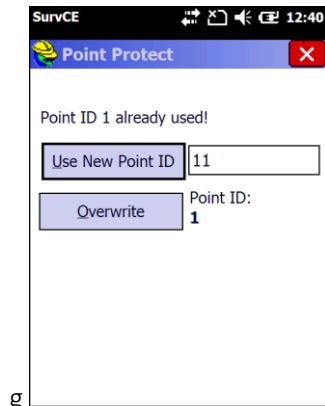 SurvCE 12:40
Point Protect
Point ID 1 already used!
Use New Point ID 11
Overwrite Point ID:
1
g